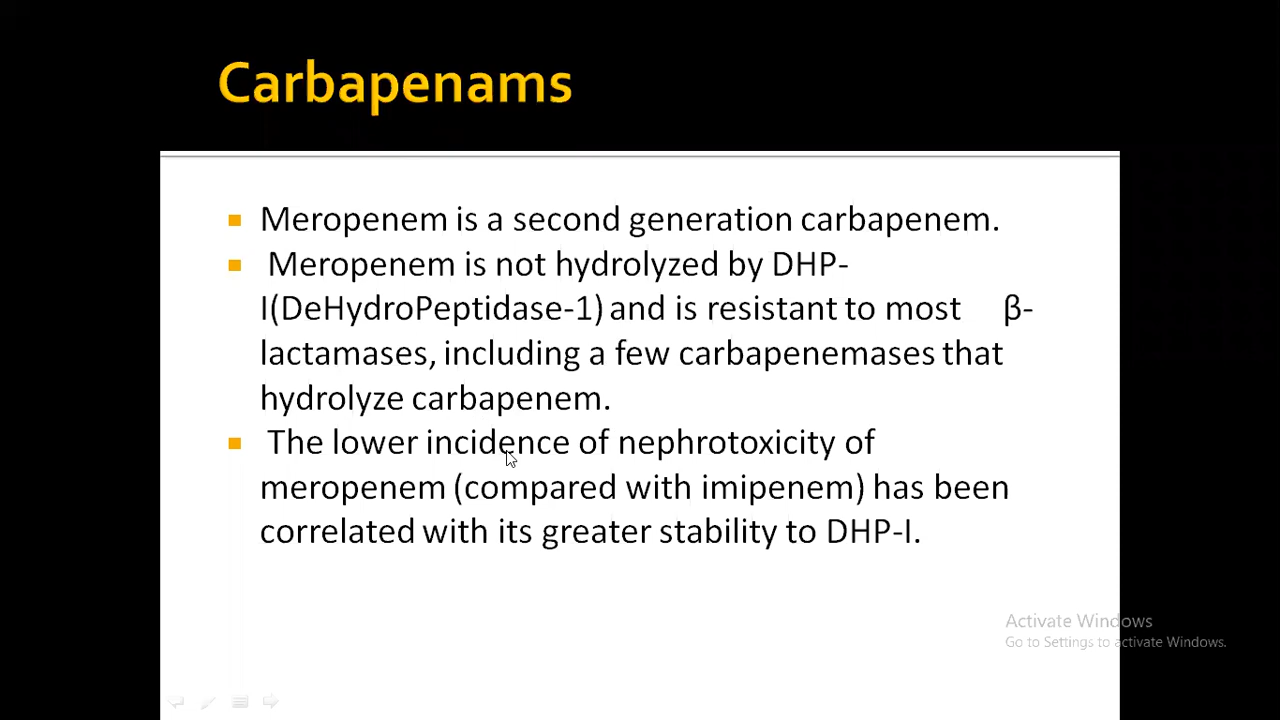 Carbapenams
Meropenem is a second generation carbapenem.
Meropenem is not hydrolyzed by DHP-
I(DeHydroPeptidase-1) and is resistant to most β-
lactamases, including a few carbapenemases that
hydrolyze carbapenem.
The lower incidence of nephrotoxicity of
meropenem (compared with imipenem) has been
correlated with its greater stability to DHP-I.
Activate Windows
Go to Settings to activate Windows.